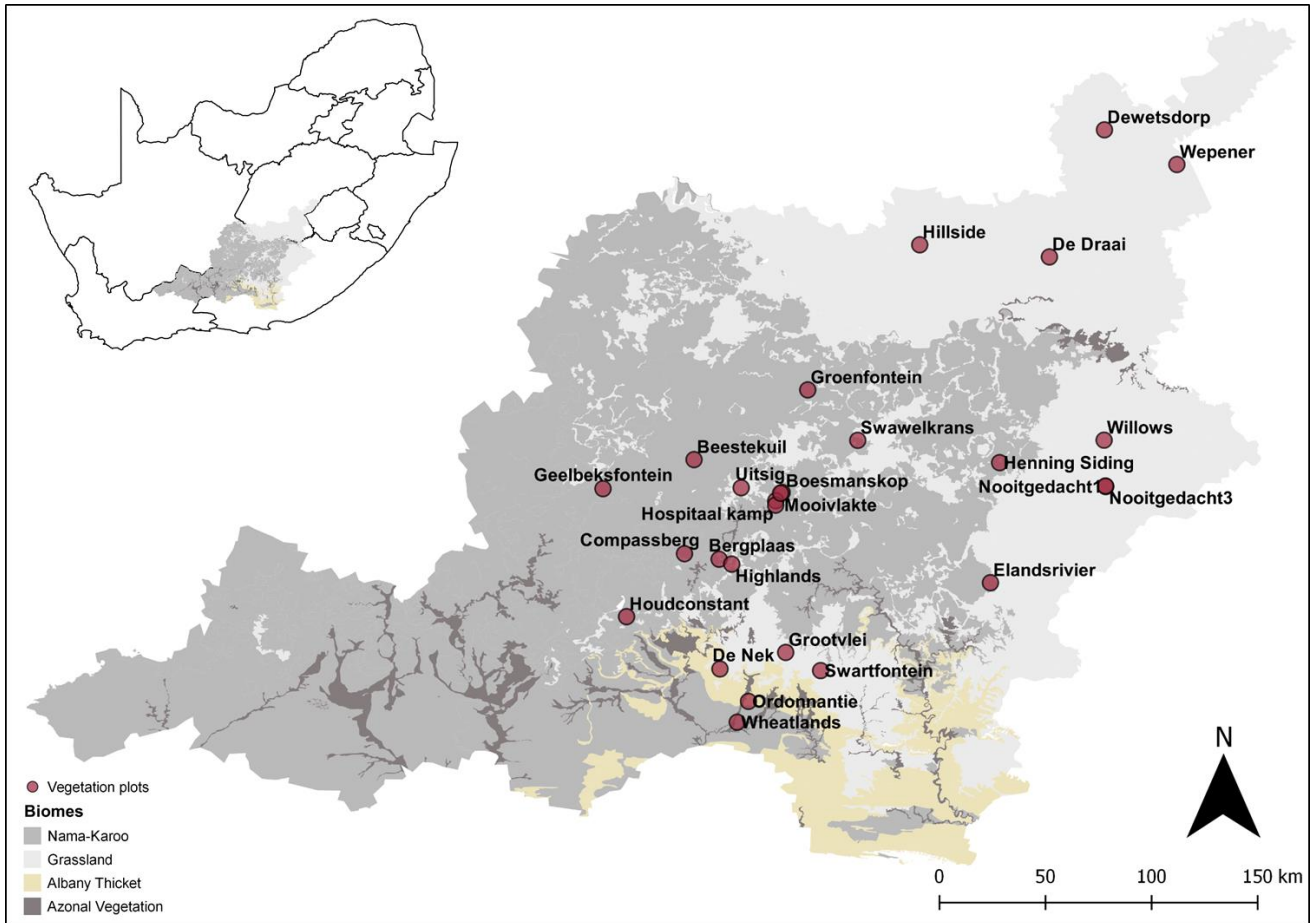 Dewetsdorp
Wepener
Hillside
De Draai
Groenfontein
Swawelkrans
Willows
Beestekuil
Henning Siding
Geelbeksfontein
Uitsig
Boesmanskop
Nooitgedacht1
Nooitgedacht3
Hospitaal kamp
Mooivlakte
Compassberg
Bergplaas
Highlands
Elandsrivier
Houdconstant
Grootvlei
De Nek
Swartfontein
Ordonnantie
Wheatlands
N
Vegetation plots
Biomes
Nama-Karoo
Grassland
Albany Thicket
Azonal Vegetation
0 50 100 150 km